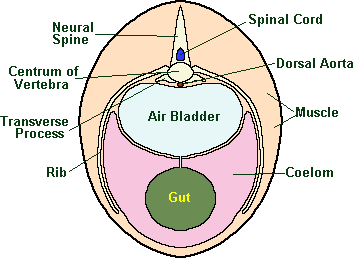 Neural
Spine
Spinal Cord
Centrum of
Vertebra
Dorsal Aorta
Transverse
Process
Air Bladder
Muscle
Rib
Coelom
Gut